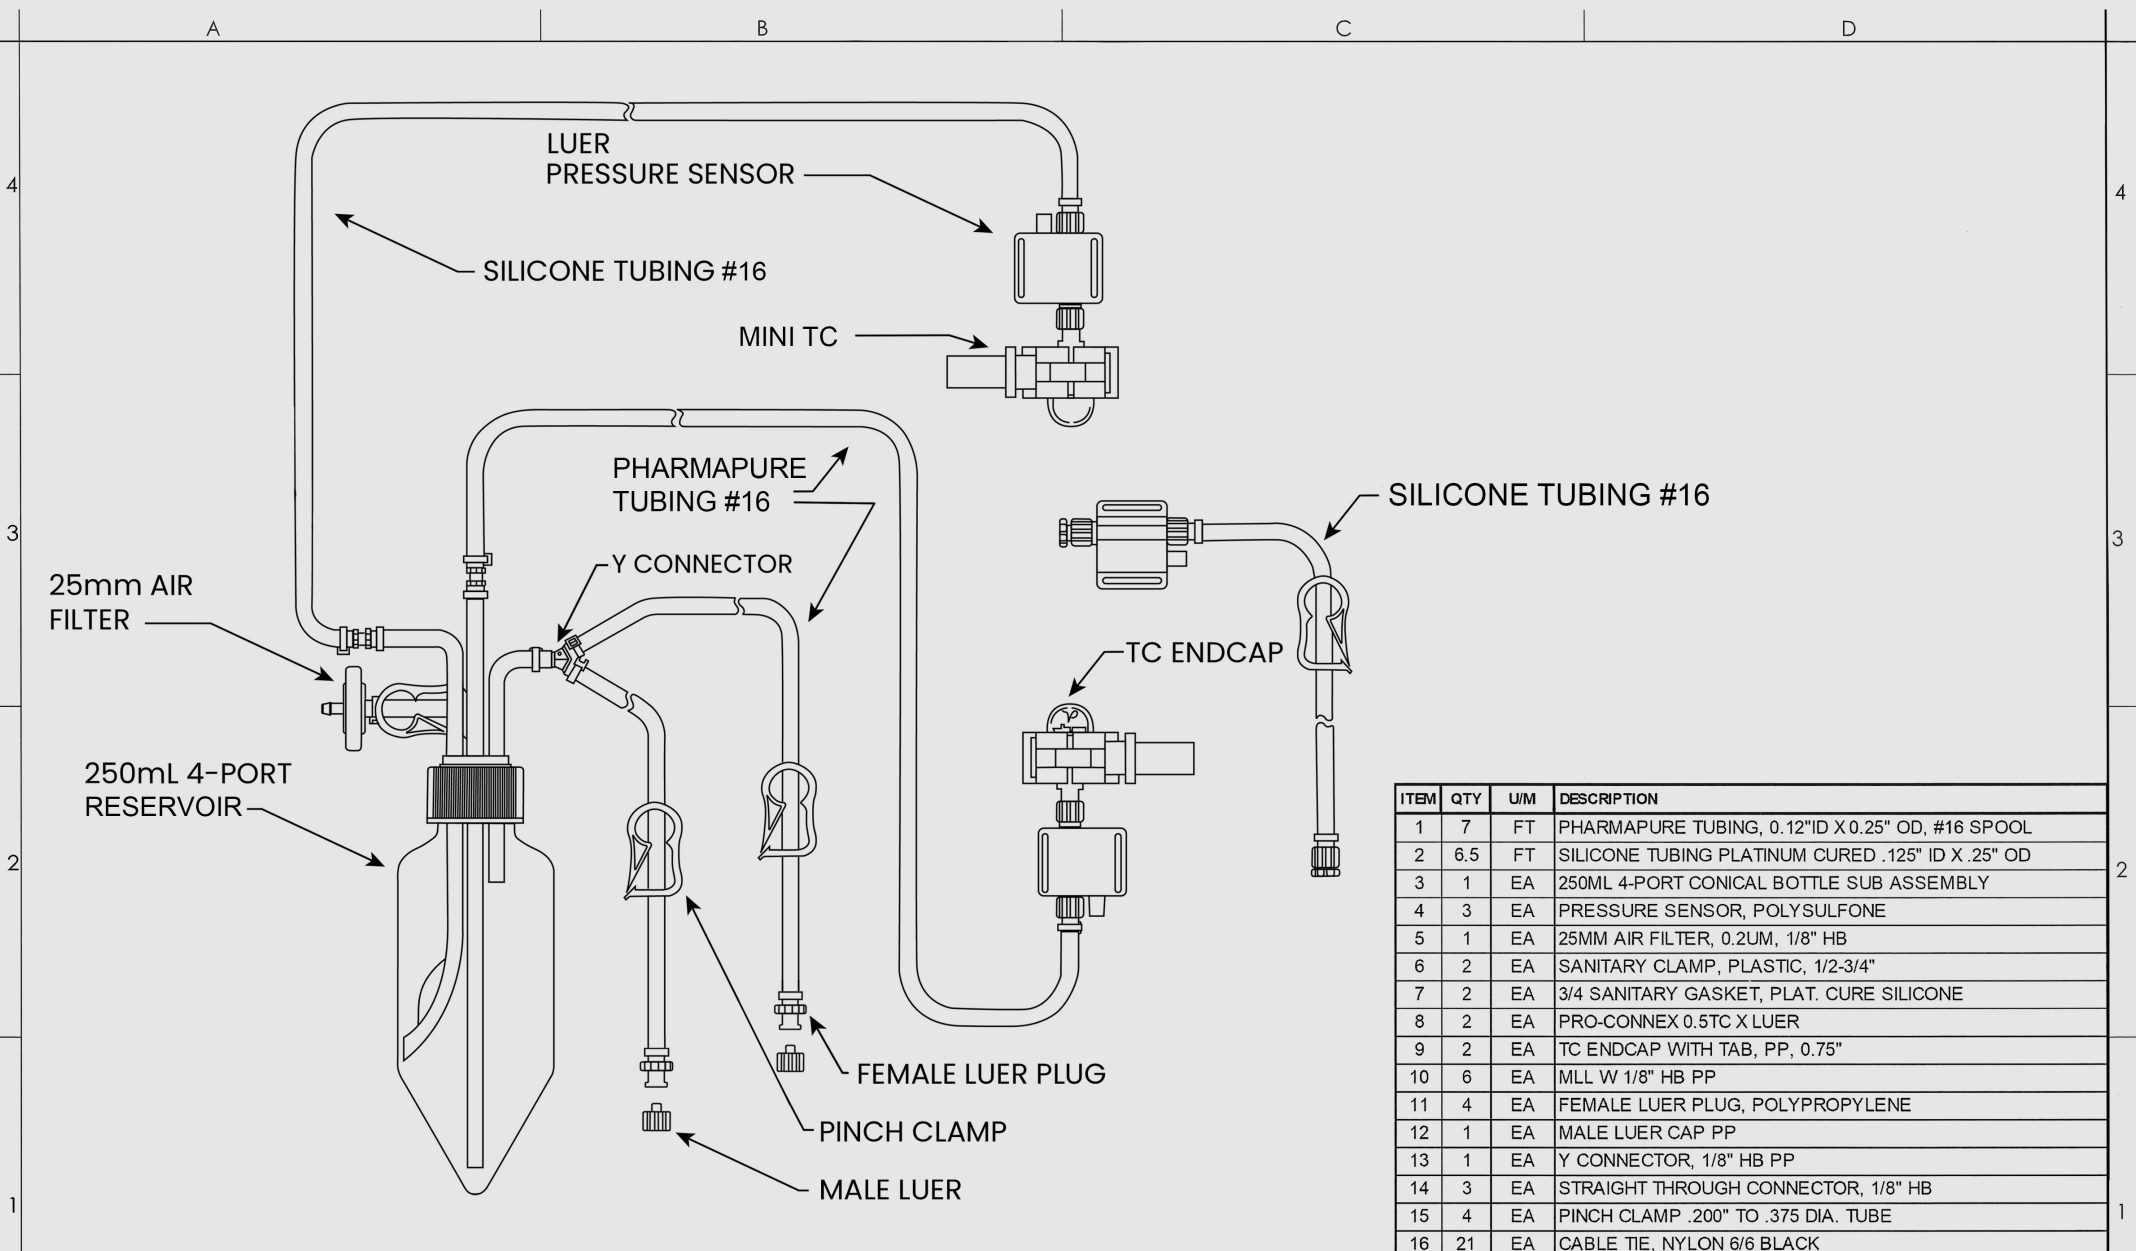 A B C D
4 4
LUER
PRESSURE SENSOR
SILICONE TUBING #16
MINI TC
PHARMAPURE
TUBING #16
SILICONE TUBING #16
3 3
Y CONNECTOR
25mm AIR
FILTER
TC ENDCAP
250mL 4-PORT
RESERVOIR
2 2
FEMALE LUER PLUG
PINCH CLAMP
MALE LUER
1 1
ITEM QTY U/M DESCRIPTION
1 7 FT PHARMAPURE TUBING, 0.12"ID X 0.25" OD, #16 SPOOL
2 6.5 FT SILICONE TUBING PLATINUM CURED .125" ID X .25" OD
3 1 EA 250ML 4-PORT CONICAL BOTTLE SUB ASSEMBLY
4 3 EA PRESSURE SENSOR, POLYSULFONE
5 1 EA 25MM AIR FILTER, 0.2UM, 1/8" HB
6 2 EA SANITARY CLAMP, PLASTIC, 1/2-3/4"
7 2 EA 3/4 SANITARY GASKET, PLAT. CURE SILICONE
8 2 EA PRO-CONNEX 0.5TC X LUER
9 2 EA TC ENDCAP WITH TAB, PP, 0.75"
10 6 EA MLL W 1/8" HB PP
11 4 EA FEMALE LUER PLUG, POLYPROPYLENE
12 1 EA MALE LUER CAP PP
13 1 EA Y CONNECTOR, 1/8" HB PP
14 3 EA STRAIGHT THROUGH CONNECTOR, 1/8" HB
15 4 EA PINCH CLAMP .200" TO .375 DIA. TUBE
16 21 EA CABLE TIE, NYLON 6/6 BLACK